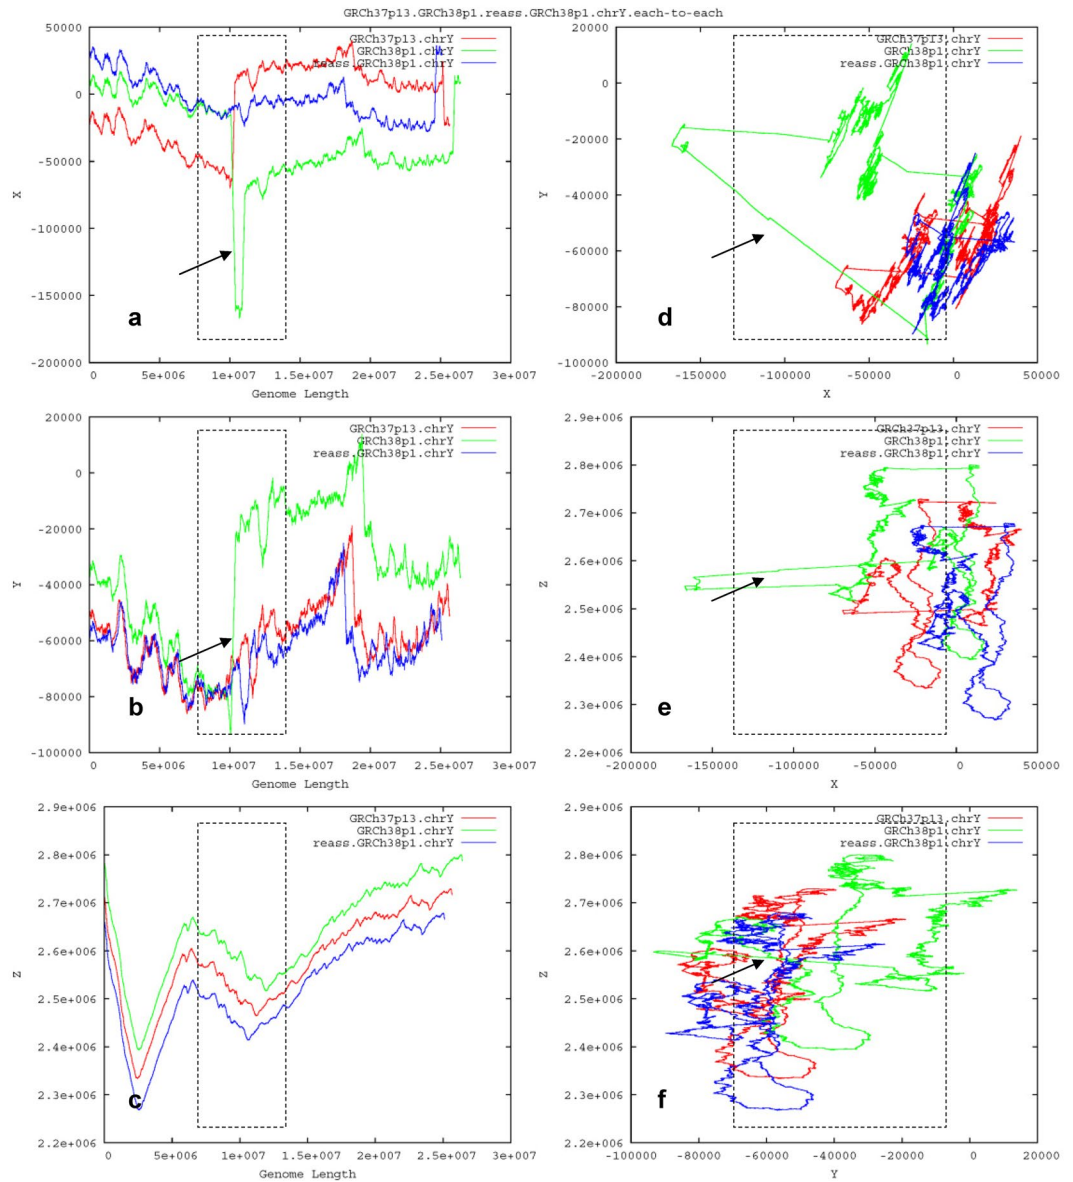 GRCh37p13.GRCh38p1.reass.GRCh38p1.chrY.each-to-each
50000
0
-50000
-100000
-150000
-200000
X
GRCh37p13.chrY
GRCh38p1.chrY
reass.GRCh38p1.chrY
a
0 5e+006 1e+007 1.5e+007 2e+007 2.5e+007 3e+007
Genome Length
20000
0
-20000
-40000
-60000
-80000
-100000
Y
GRCh37p13.chrY
GRCh38p1.chrY
reass.GRCh38p1.chrY
d
-200000 -150000 -100000 -50000 0 50000
X
20000
0
-20000
-40000
-60000
-80000
-100000
Y
GRCh37p13.chrY
GRCh38p1.chrY
reass.GRCh38p1.chrY
b
0 5e+006 1e+007 1.5e+007 2e+007 2.5e+007 3e+007
Genome Length
2.9e+006
2.8e+006
2.7e+006
2.6e+006
2.5e+006
2.4e+006
2.3e+006
2.2e+006
Z
GRCh37p13.chrY
GRCh38p1.chrY
reass.GRCh38p1.chrY
e
-200000 -150000 -100000 -50000 0 50000
X
2.9e+006
2.8e+006
2.7e+006
2.6e+006
2.5e+006
2.4e+006
2.3e+006
2.2e+006
Z
GRCh37p13.chrY
GRCh38p1.chrY
reass.GRCh38p1.chrY
c
0 5e+006 1e+007 1.5e+007 2e+007 2.5e+007 3e+007
Genome Length
2.9e+006
2.8e+006
2.7e+006
2.6e+006
2.5e+006
2.4e+006
2.3e+006
2.2e+006
Z
GRCh37p13.chrY
GRCh38p1.chrY
reass.GRCh38p1.chrY
f
-100000 -80000 -60000 -40000 -20000 0 20000
Y